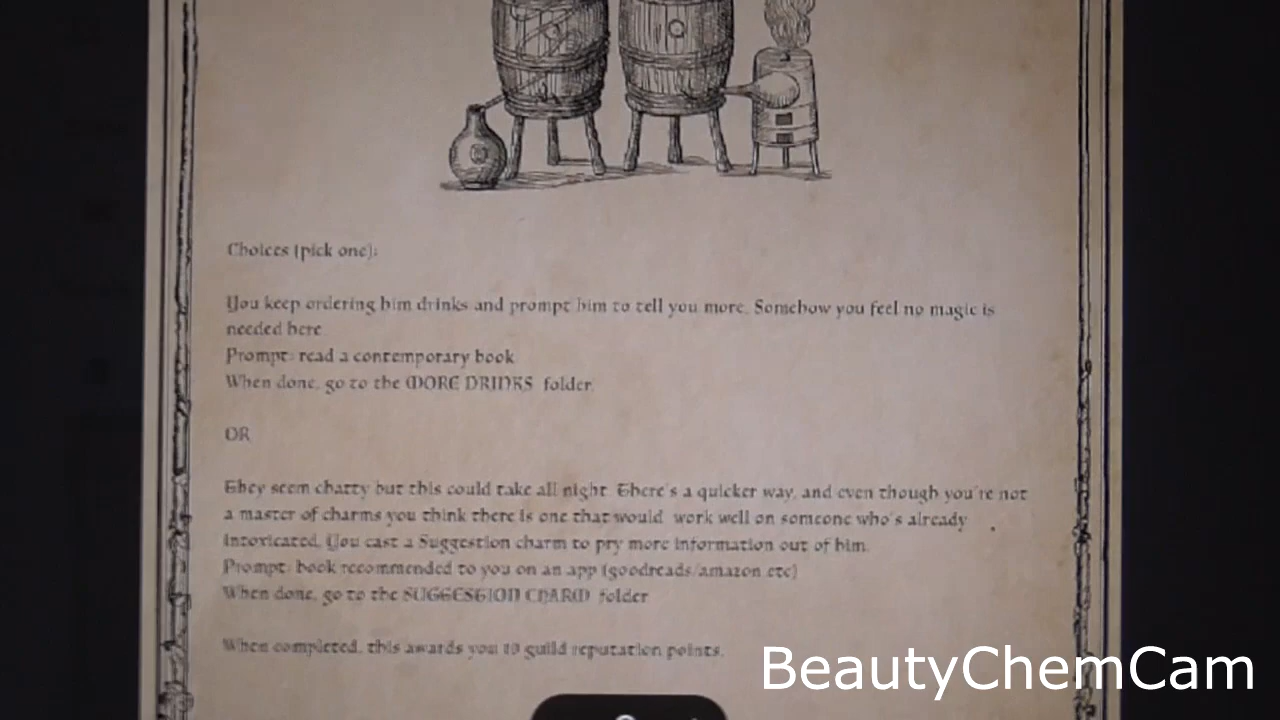 Choices (pick one):
You keep ordering him drinks and prompt him to tell you more. Somehow you feel no magic is
needed here.
Prompt: read a contemporary book
When done, go to the MORE DRINKS folder.
OR
They seem chatty but this could take all night. There's a quicker way, and even though you're not
a master of charms you think there is one that would work well on someone who's already
intoxicated. You cast a Suggestion charm to pry more information out of him.
Prompt: book recommended to you on an app (goodreads/amazon etc)
When done, go to the SUGGESTION CHARM folder
When completed, this awards you 10 guild reputation points.
BeautyChemCam